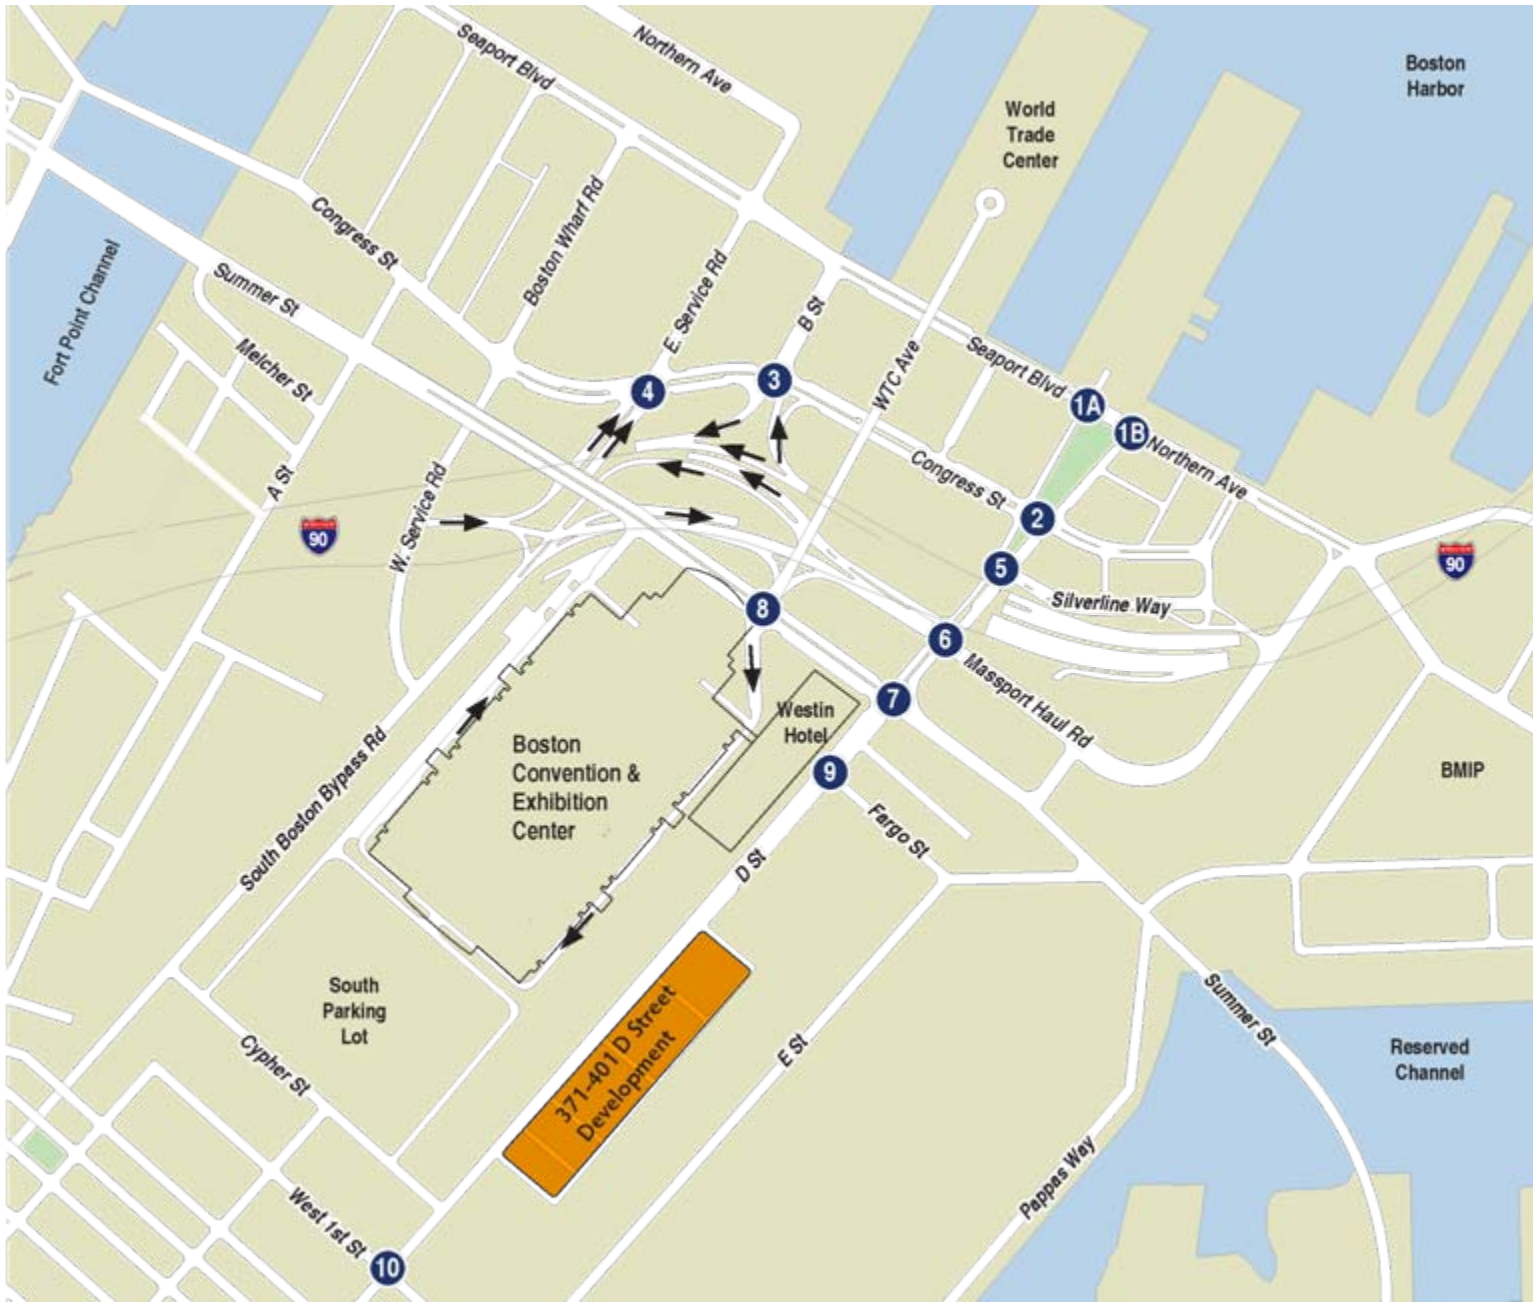 Seaport Blvd
Northern Ave
Boston
Harbor
World
Trade
Center
Congress St
Boston Wharf Rd
E. Service Rd
B St
WTC Ave
Summer St
Fort Point Channel
Melcher St
Seaport Blvd
4
3
1A
1B
Northern Ave
A St
W. Service Rd
Congress St
2
90
90
5
Silverline Way
8
6
Massport Haul Rd
7
Westin
Hotel
Boston
Convention &
Exhibition
Center
9
BMIP
South Boston Bypass Rd
Fargo St
D St
South
Parking
Lot
371-401 D Street
Development
Summer St
Cypher St
E St
Reserved
Channel
Pappas Way
West 1st St
10